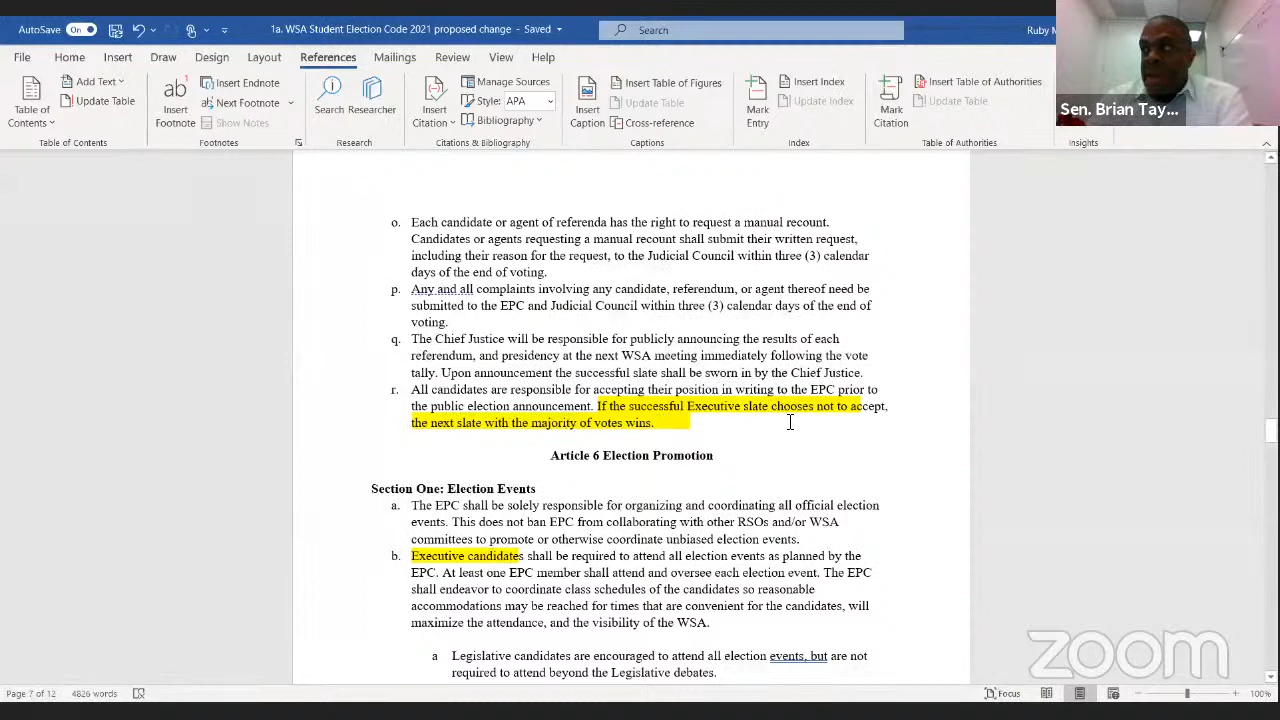 AutoSave On 1a. WSA Student Election Code 2021 proposed change - Saved Search Ruby M
File Home Insert Draw Design Layout References Mailings Review View Help
Table of Contents
Add Text
Update Table
Table of Contents
Insert Footnote
Insert Endnote
Next Footnote
Show Notes
Footnotes
Search Researcher
Research
Insert Citation
Manage Sources
Style: APA
Bibliography
Citations & Bibliography
Insert Caption
Insert Table of Figures
Update Table
Cross-reference
Captions
Mark Entry
Insert Index
Update Index
Index
Mark Citation
Insert Table of Authorities
Update Table
Table of Authorities
Insights
Sen. Brian Tay...
o. Each candidate or agent of referenda has the right to request a manual recount.
Candidates or agents requesting a manual recount shall submit their written request,
including their reason for the request, to the Judicial Council within three (3) calendar
days of the end of voting.
p. Any and all complaints involving any candidate, referendum, or agent thereof need be
submitted to the EPC and Judicial Council within three (3) calendar days of the end of
voting.
q. The Chief Justice will be responsible for publicly announcing the results of each
referendum, and presidency at the next WSA meeting immediately following the vote
tally. Upon announcement the successful slate shall be sworn in by the Chief Justice.
r. All candidates are responsible for accepting their position in writing to the EPC prior to
the public election announcement. If the successful Executive slate chooses not to accept,
the next slate with the majority of votes wins.
Article 6 Election Promotion
Section One: Election Events
a. The EPC shall be solely responsible for organizing and coordinating all official election
events. This does not ban EPC from collaborating with other RSOs and/or WSA
committees to promote or otherwise coordinate unbiased election events.
b. Executive candidates shall be required to attend all election events as planned by the
EPC. At least one EPC member shall attend and oversee each election event. The EPC
shall endeavor to coordinate class schedules of the candidates so reasonable
accommodations may be reached for times that are convenient for the candidates, will
maximize the attendance, and the visibility of the WSA.
a Legislative candidates are encouraged to attend all election events, but are not
required to attend beyond the Legislative debates.
zoom
Page 7 of 12 4826 words Focus 100%